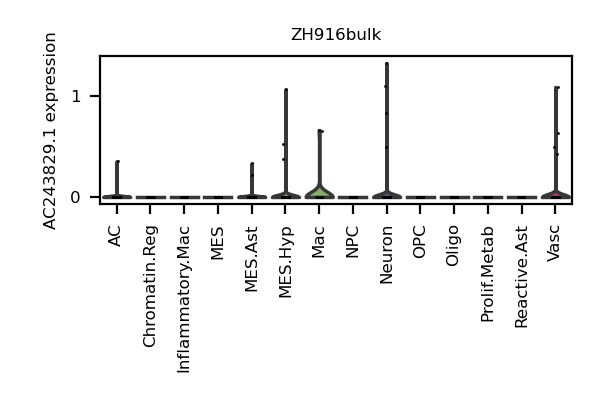 ZH916bulk
AC243829.1 expression
1
0
AC
Chromatin.Reg
Inflammatory.Mac
MES
MES.Ast
MES.Hyp
Mac
NPC
Neuron
OPC
Oligo
Prolif.Metab
Reactive.Ast
Vasc